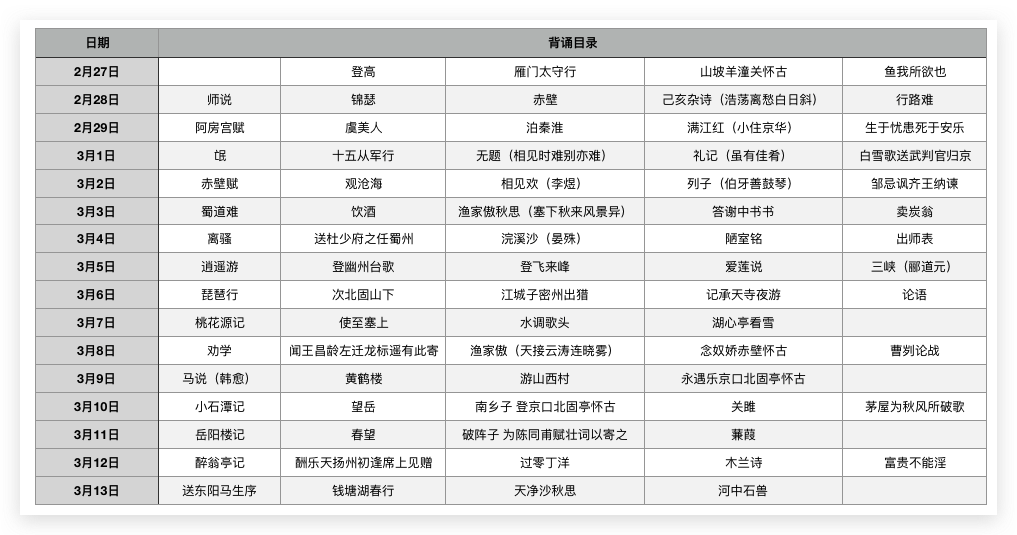 日期 背诵目录
2月27日 登高 雁门太守行 山坡羊潼关怀古 鱼我所欲也
2月28日 师说 锦瑟 赤壁 己亥杂诗（浩荡离愁白日斜） 行路难
2月29日 阿房宫赋 虞美人 泊秦淮 满江红（小住京华） 生于忧患死于安乐
3月1日 氓 十五从军行 无题（相见时难别亦难） 礼记（虽有佳肴） 白雪歌送武判官归京
3月2日 赤壁赋 观沧海 相见欢（李煜） 列子（伯牙善鼓琴） 邹忌讽齐王纳谏
3月3日 蜀道难 饮酒 渔家傲秋思（塞下秋来风景异） 答谢中书书 卖炭翁
3月4日 离骚 送杜少府之任蜀州 浣溪沙（晏殊） 陋室铭 出师表
3月5日 逍遥游 登幽州台歌 登飞来峰 爱莲说 三峡（郦道元）
3月6日 琵琶行 次北固山下 江城子密州出猎 记承天寺夜游 论语
3月7日 桃花源记 使至塞上 水调歌头 湖心亭看雪
3月8日 劝学 闻王昌龄左迁龙标遥有此寄 渔家傲（天接云涛连晓雾） 念奴娇赤壁怀古 曹刿论战
3月9日 马说（韩愈） 黄鹤楼 游山西村 永遇乐京口北固亭怀古
3月10日 小石潭记 望岳 南乡子 登京口北固亭怀古 关雎 茅屋为秋风所破歌
3月11日 岳阳楼记 春望 破阵子 为陈同甫赋壮词以寄之 蒹葭
3月12日 醉翁亭记 酬乐天扬州初逢席上见赠 过零丁洋 木兰诗 富贵不能淫
3月13日 送东阳马生序 钱塘湖春行 天净沙秋思 河中石兽